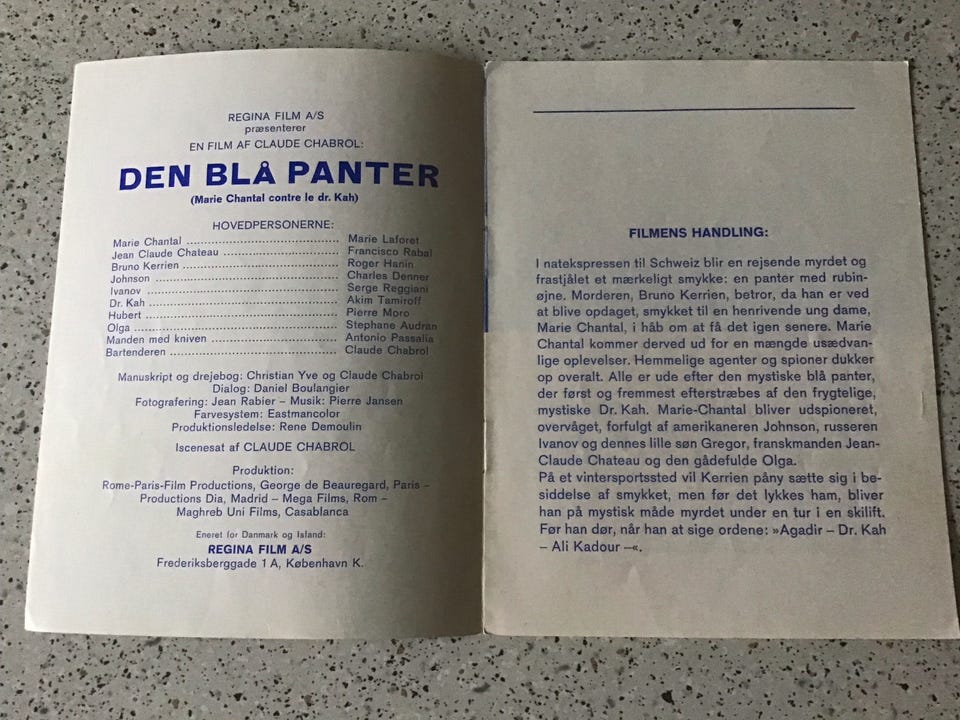 REGINA FILM A/S
præsenterer
EN FILM AF CLAUDE CHABROL:
DEN BLÅ PANTER
(Marie Chantal contre le dr. Kah)
HOVEDPERSONERNE:
Marie Chantal ........................................ Marie Laforet
Jean Claude Chateau .............................. Francisco Rabal
Bruno Kerrien ........................................ Roger Hanin
Johnson ................................................ Charles Denner
Ivanov .................................................. Serge Reggiani
Dr. Kah ................................................. Akim Tamiroff
Hubert .................................................. Pierre Moro
Olga ..................................................... Stephane Audran
Manden med kniven ................................ Antonio Passalia
Bartenderen .......................................... Claude Chabrol
Manuskript og drejebog: Christian Yve og Claude Chabrol
Dialog: Daniel Boulangier
Fotografering: Jean Rabier – Musik: Pierre Jansen
Farvesystem: Eastmancolor
Produktionsledelse: Rene Demoulin
Iscenesat af CLAUDE CHABROL
Produktion:
Rome-Paris-Film Productions, George de Beauregard, Paris –
Productions Dia, Madrid – Mega Films, Rom –
Maghreb Uni Films, Casablanca
Eneret for Danmark og Island:
REGINA FILM A/S
Frederiksberggade 1 A, København K.
FILMENS HANDLING:
I natekspressen til Schweiz blir en rejsende myrdet og
frastjålet et mærkeligt smykke: en panter med rubin-
øjne. Morderen, Bruno Kerrien, betror, da han er ved
at blive opdaget, smykket til en henrivende ung dame,
Marie Chantal, i håb om at få det igen senere. Marie
Chantal kommer derved ud for en mængde usædvan-
lige oplevelser. Hemmelige agenter og spioner dukker
op overalt. Alle er ude efter den mystiske blå panter,
der først og fremmest efterstræbes af den frygtelige,
mystiske Dr. Kah. Marie-Chantal bliver udspioneret,
overvåget, forfulgt af amerikaneren Johnson, russeren
Ivanov og dennes lille søn Gregor, franskmanden Jean-
Claude Chateau og den gådefulde Olga.
På et vintersportssted vil Kerrien påny sætte sig i be-
siddelse af smykket, men før det lykkes ham, bliver
han på mystisk måde myrdet under en tur i en skilift.
Før han dør, når han at sige ordene: »Agadir – Dr. Kah
– Ali Kadour –«.